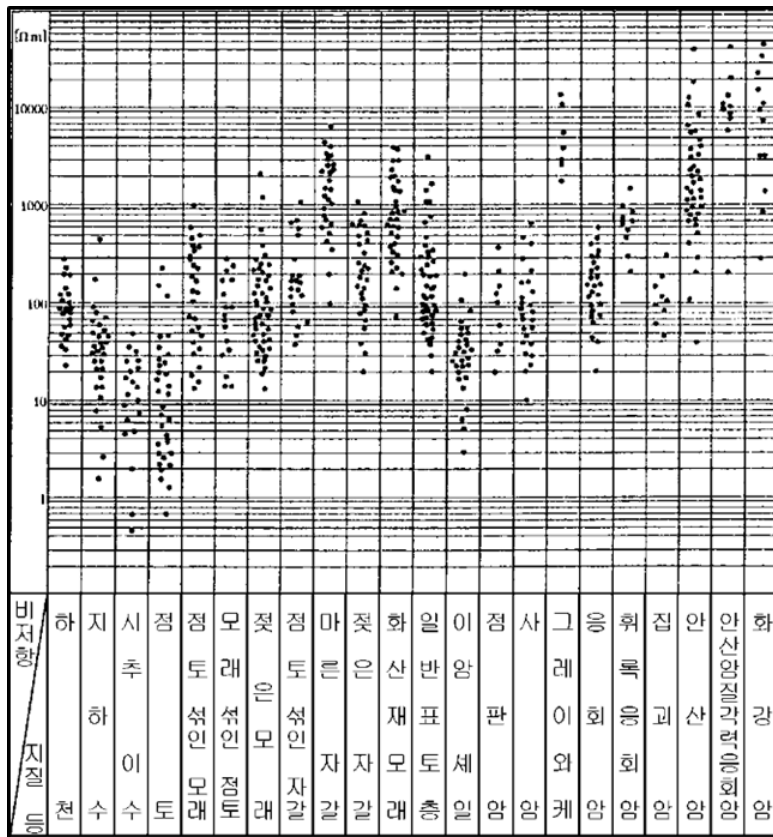 [Ωm]
10000
1000
100
10
1
비저항
지질 등
하천
지하수
시추이수
점토
점토섞인모래
모래섞인점토
젖은모래
점토섞인자갈
마른자갈
젖은자갈
화산재모래
일반표토층
이암셰일
점판암
사암
그레이와케
응회암
휘록응회암
집괴암
안산암
안산암질각력응회암
화강암